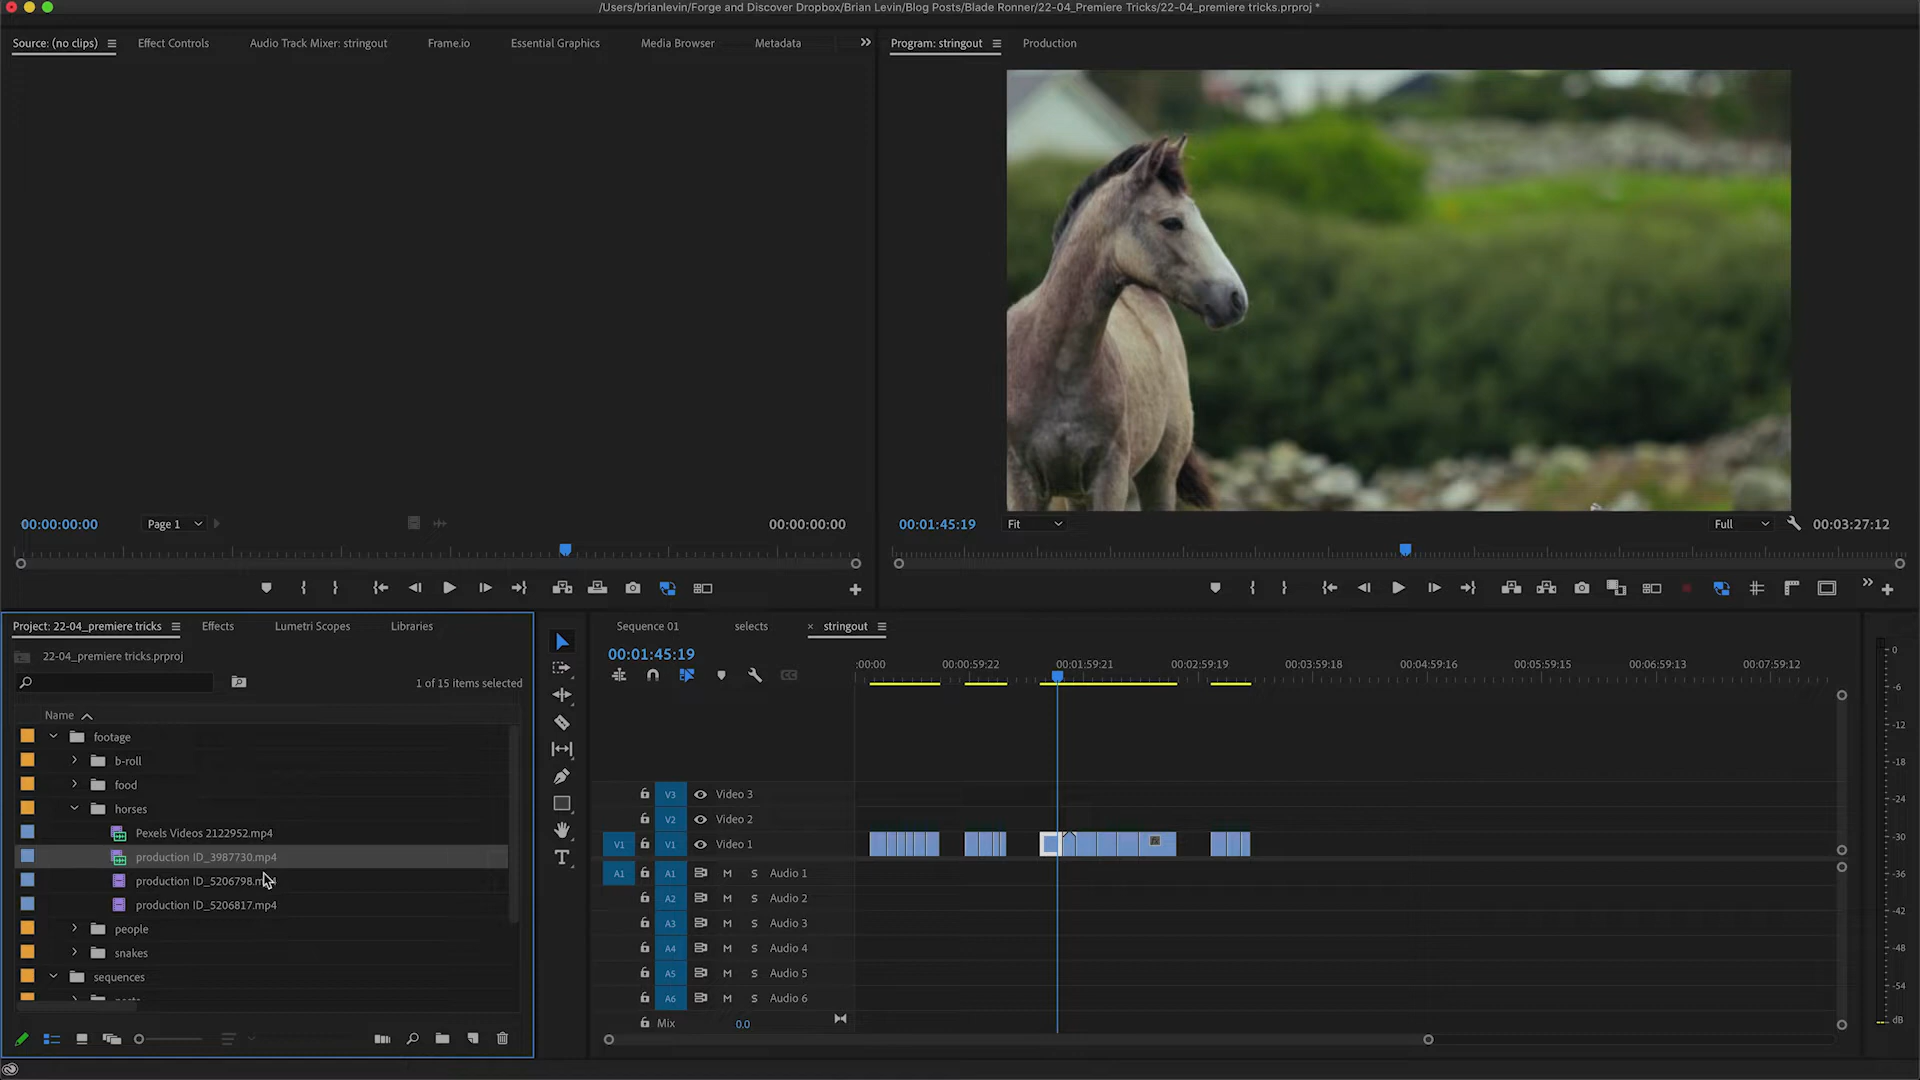 /Users/brianlevin/Forge and Discover Dropbox/Brian Levin/Blog Posts/Blade Ronner/22-04_Premiere Tricks/22-04_premiere tricks.prproj *
Source: (no clips) Effect Controls Audio Track Mixer: stringout Frame.io Essential Graphics Media Browser Metadata
Program: stringout Production
00:00:00:00 Page 1 00:00:00:00
00:01:45:19 Fit Full 00:03:27:12
Project: 22-04_premiere tricks Effects Lumetri Scopes Libraries
22-04_premiere tricks.prproj
1 of 15 items selected
Name
footage
b-roll
food
horses
Pexels Videos 2122952.mp4
production ID_3987730.mp4
production ID_5206798.mp4
production ID_5206817.mp4
people
snakes
sequences
Sequence 01 selects × stringout
00:01:45:19
:00:00 00:00:59:22 00:01:59:21 00:02:59:19 00:03:59:18 00:04:59:16 00:05:59:15 00:06:59:13 00:07:59:12
V3 Video 3
V2 Video 2
V1 V1 Video 1
A1 A1 M S Audio 1
A2 M S Audio 2
A3 M S Audio 3
A4 M S Audio 4
A5 M S Audio 5
A6 M S Audio 6
Mix 0.0
0
-6
-12
-18
-24
-30
-36
-42
-48
-54
dB